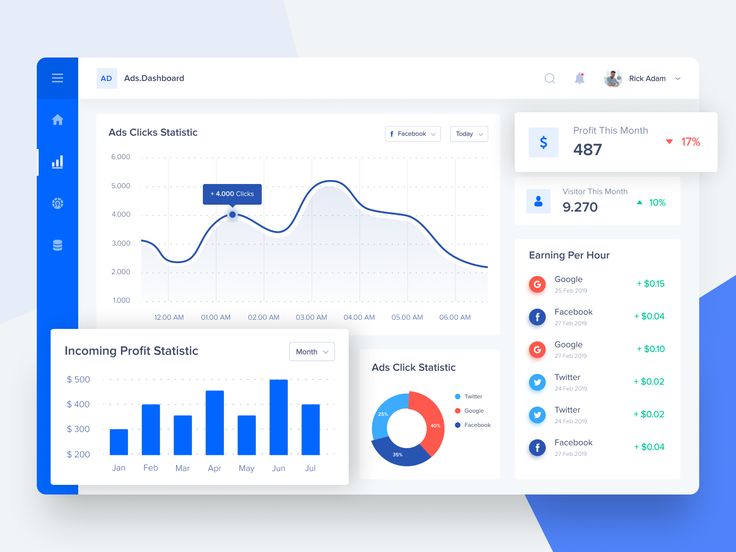 AD Ads.Dashboard
Rick Adam
Ads Clicks Statistic
Facebook
Today
6.000
5.000
4.000
3.000
2.000
1.000
+ 4.000 Clicks
12.00 AM 01.00 AM 02.00 AM 03.00 AM 04.00 AM 05.00 AM 06.00 AM
$
Profit This Month
487
17%
Visitor This Month
9.270
10%
Earning Per Hour
Google
25 Feb 2019
+ $0.15
Facebook
27 Feb 2019
+ $0.04
Google
27 Feb 2019
+ $0.10
Twitter
24 Feb 2019
+ $0.02
Twitter
24 Feb 2019
+ $0.02
Facebook
27 Feb 2019
+ $0.04
Incoming Profit Statistic
Month
$ 500
$ 400
$ 300
$ 200
Jan Feb Mar Apr May Jun Jul
Ads Click Statistic
25%
40%
35%
Twitter
Google
Facebook